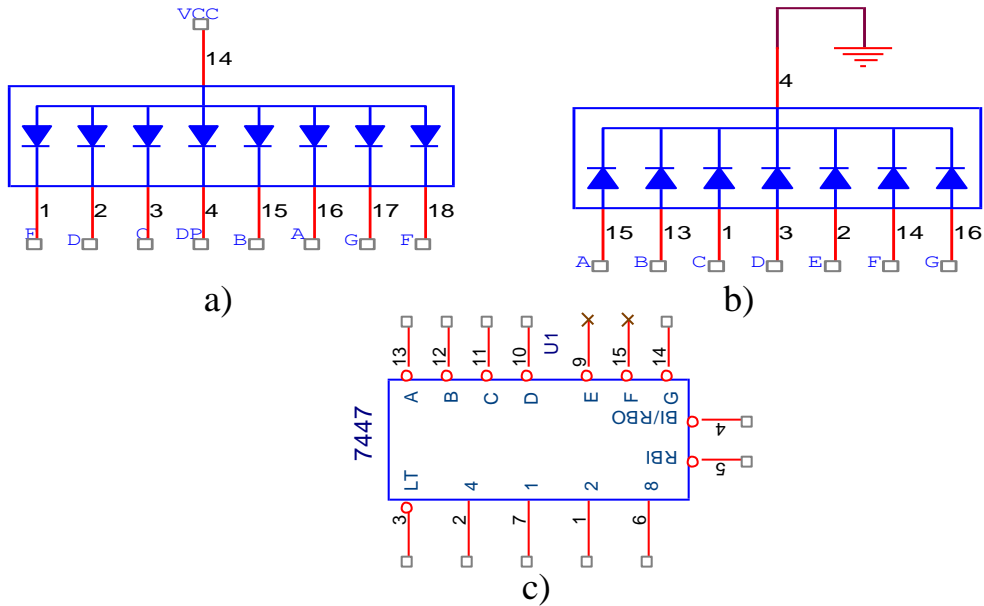 VCC
14
1 2 3 4 15 16 17 18
E D C DP B A G F
a)
4
15 13 1 3 2 14 16
A B C D E F G
b)
U1
13 12 11 10 9 15 14
A B C D E F G
BI/RBO 4
RBI 5
7447
LT 4 1 2 8
3 2 7 1 6
c)